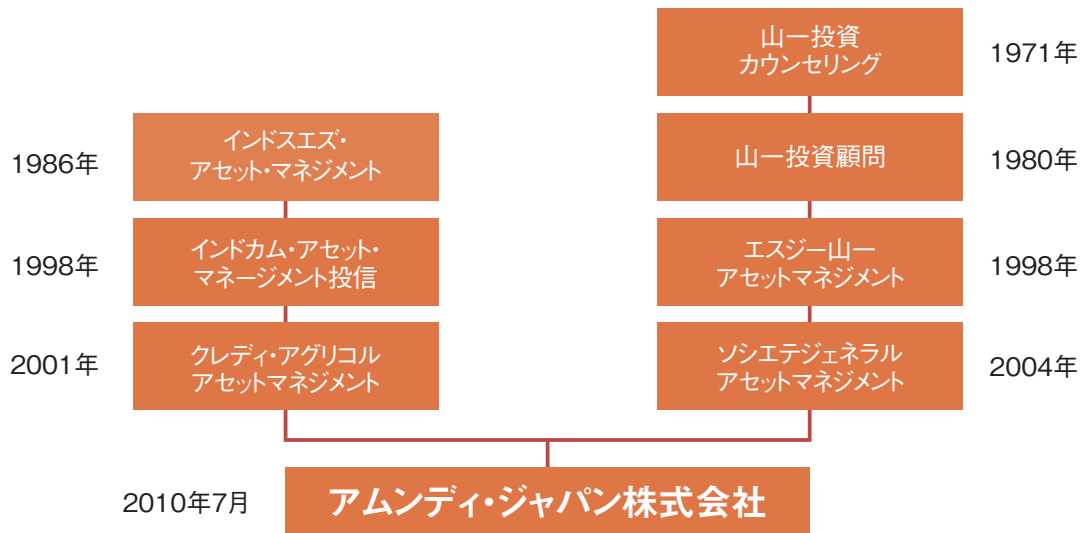 山一投資
カウンセリング
1971年
1986年
インドスエズ・
アセット・マネジメント
山一投資顧問
1980年
1998年
インドカム・アセット・
マネージメント投信
エスジー山一
アセットマネジメント
1998年
2001年
クレディ・アグリコル
アセットマネジメント
ソシエテジェネラル
アセットマネジメント
2004年
2010年7月
アムンディ・ジャパン株式会社